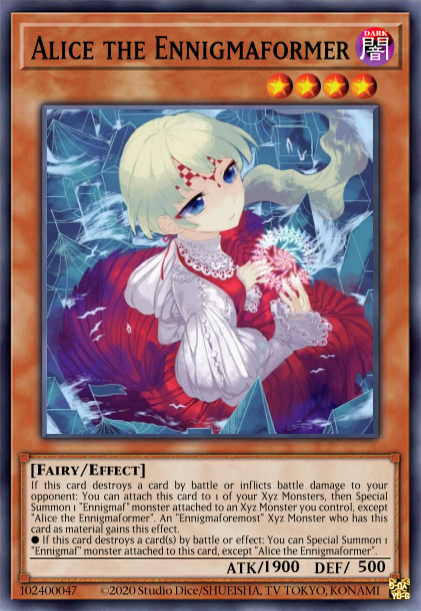 ALICE THE ENNIGMAFORMER
DARK
闇
[FAIRY/EFFECT]
If this card destroys a card by battle or inflicts battle damage to your
opponent: You can attach this card to 1 of your Xyz Monsters, then Special
Summon 1 "Ennigmaf" monster attached to an Xyz Monster you control, except
"Alice the Ennigmaformer". An "Ennigmaforemost" Xyz Monster who has this
card as material gains this effect.
● If this card destroys a card(s) by battle or effect: You can Special Summon 1
"Ennigmaf" monster attached to this card, except "Alice the Ennigmaformer".
ATK/1900 DEF/ 500
102400047 ©2020 Studio Dice/SHUEISHA, TV TOKYO, KONAMI